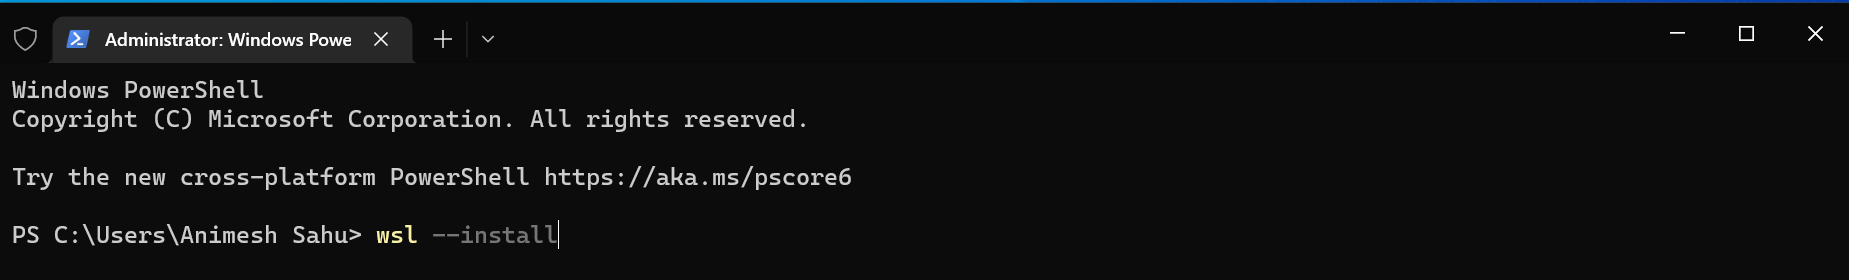 Administrator: Windows Powe
Windows PowerShell
Copyright (C) Microsoft Corporation. All rights reserved.
Try the new cross-platform PowerShell https://aka.ms/pscore6
PS C:\Users\Animesh Sahu> wsl --install